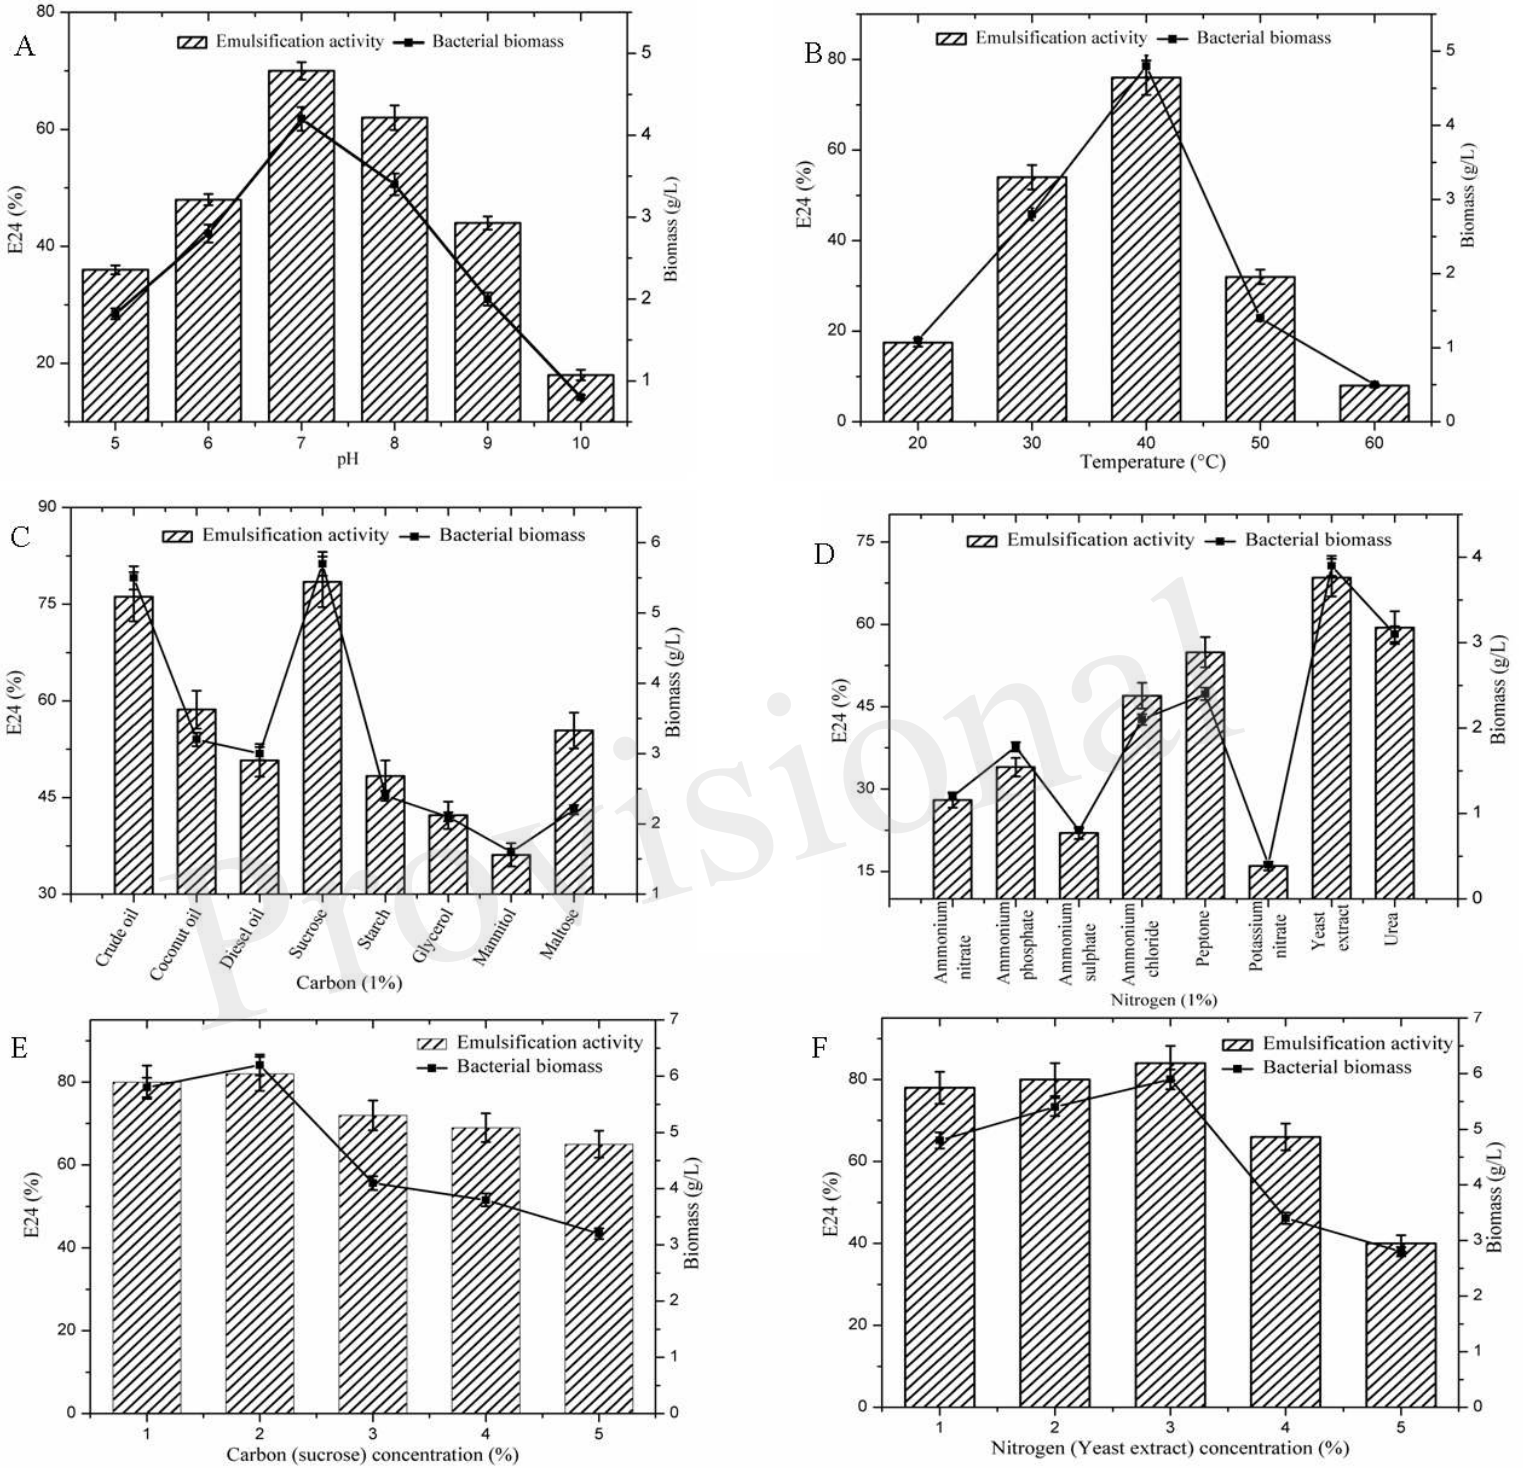 A
Emulsification activity
Bacterial biomass
80
60
40
20
E24 (%)
5
4
3
2
1
Biomass (g/L)
5 6 7 8 9 10
pH
B
Emulsification activity
Bacterial biomass
80
60
40
20
0
E24 (%)
5
4
3
2
1
0
Biomass (g/L)
20 30 40 50 60
Temperature (°C)
C
Emulsification activity
Bacterial biomass
90
75
60
45
30
E24 (%)
6
5
4
3
2
1
Biomass (g/L)
Crude oil
Coconut oil
Diesel oil
Sucrose
Starch
Glycerol
Mannitol
Maltose
Carbon (1%)
D
Emulsification activity
Bacterial biomass
75
60
45
30
15
E24 (%)
4
3
2
1
0
Biomass (g/L)
Ammonium
nitrate
Ammonium
phosphate
Ammonium
sulphate
Ammonium
chloride
Peptone
Potassium
nitrate
Yeast
extract
Urea
Nitrogen (1%)
Provisional
E
Emulsification activity
Bacterial biomass
80
60
40
20
0
E24 (%)
7
6
5
4
3
2
1
0
Biomass (g/L)
1 2 3 4 5
Carbon (sucrose) concentration (%)
F
Emulsification activity
Bacterial biomass
80
60
40
20
0
E24 (%)
7
6
5
4
3
2
1
0
Biomass (g/L)
1 2 3 4 5
Nitrogen (Yeast extract) concentration (%)